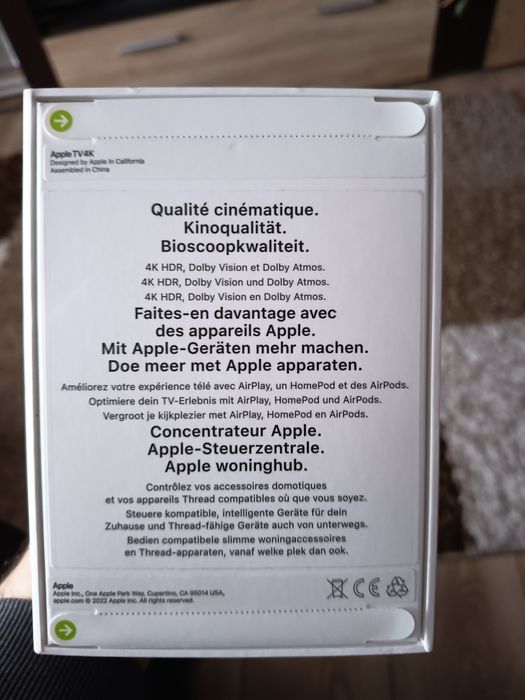 Apple TV 4K
Designed by Apple in California
Assembled in China
Qualité cinématique.
Kinoqualität.
Bioscoopkwaliteit.
4K HDR, Dolby Vision et Dolby Atmos.
4K HDR, Dolby Vision und Dolby Atmos.
4K HDR, Dolby Vision en Dolby Atmos.
Faites-en davantage avec
des appareils Apple.
Mit Apple-Geräten mehr machen.
Doe meer met Apple apparaten.
Améliorez votre expérience télé avec AirPlay, un HomePod et des AirPods.
Optimiere dein TV-Erlebnis mit AirPlay, HomePod und AirPods.
Vergroot je kijkplezier met AirPlay, HomePod en AirPods.
Concentrateur Apple.
Apple-Steuerzentrale.
Apple woninghub.
Contrôlez vos accessoires domotiques
et vos appareils Thread compatibles où que vous soyez.
Steuere kompatible, intelligente Geräte für dein
Zuhause und Thread-fähige Geräte auch von unterwegs.
Bedien compatibele slimme woningaccessoires
en Thread-apparaten, vanaf welke plek dan ook.
Apple
Apple Inc., One Apple Park Way, Cupertino, CA 95014 USA.
apple.com © 2022 Apple Inc. All rights reserved.
CE